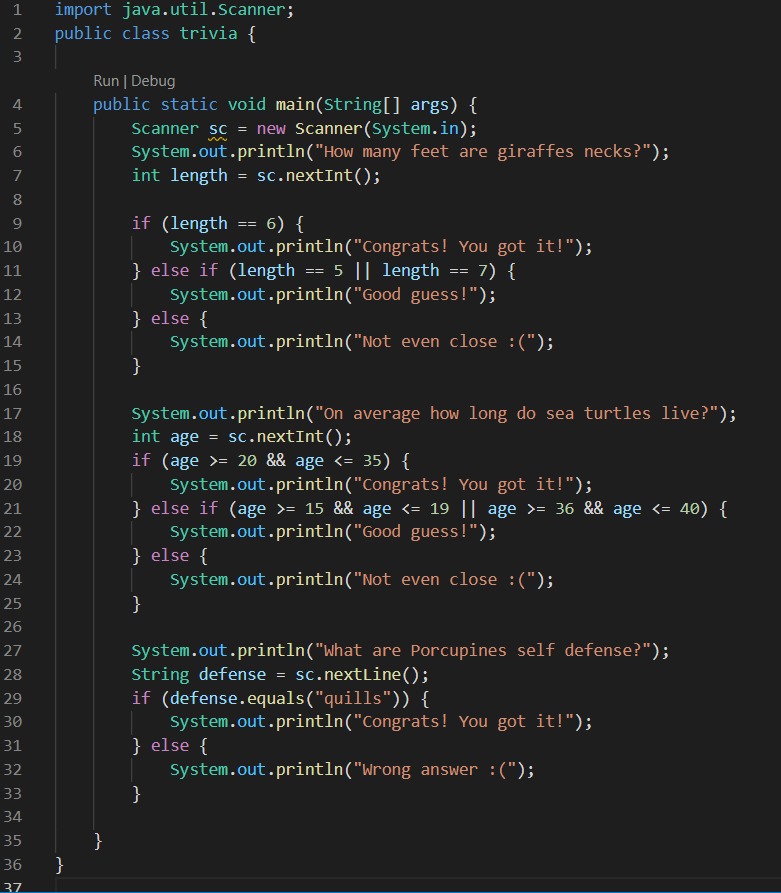 1 import java.util.Scanner;
2 public class trivia {
3
Run | Debug
4 public static void main(String[] args) {
5 Scanner sc = new Scanner(System.in);
6 System.out.println("How many feet are giraffes necks?");
7 int length = sc.nextInt();
8
9 if (length == 6) {
10 System.out.println("Congrats! You got it!");
11 } else if (length == 5 || length == 7) {
12 System.out.println("Good guess!");
13 } else {
14 System.out.println("Not even close :(");
15 }
16
17 System.out.println("On average how long do sea turtles live?");
18 int age = sc.nextInt();
19 if (age >= 20 && age <= 35) {
20 System.out.println("Congrats! You got it!");
21 } else if (age >= 15 && age <= 19 || age >= 36 && age <= 40) {
22 System.out.println("Good guess!");
23 } else {
24 System.out.println("Not even close :(");
25 }
26
27 System.out.println("What are Porcupines self defense?");
28 String defense = sc.nextLine();
29 if (defense.equals("quills")) {
30 System.out.println("Congrats! You got it!");
31 } else {
32 System.out.println("Wrong answer :(");
33 }
34
35 }
36 }
37